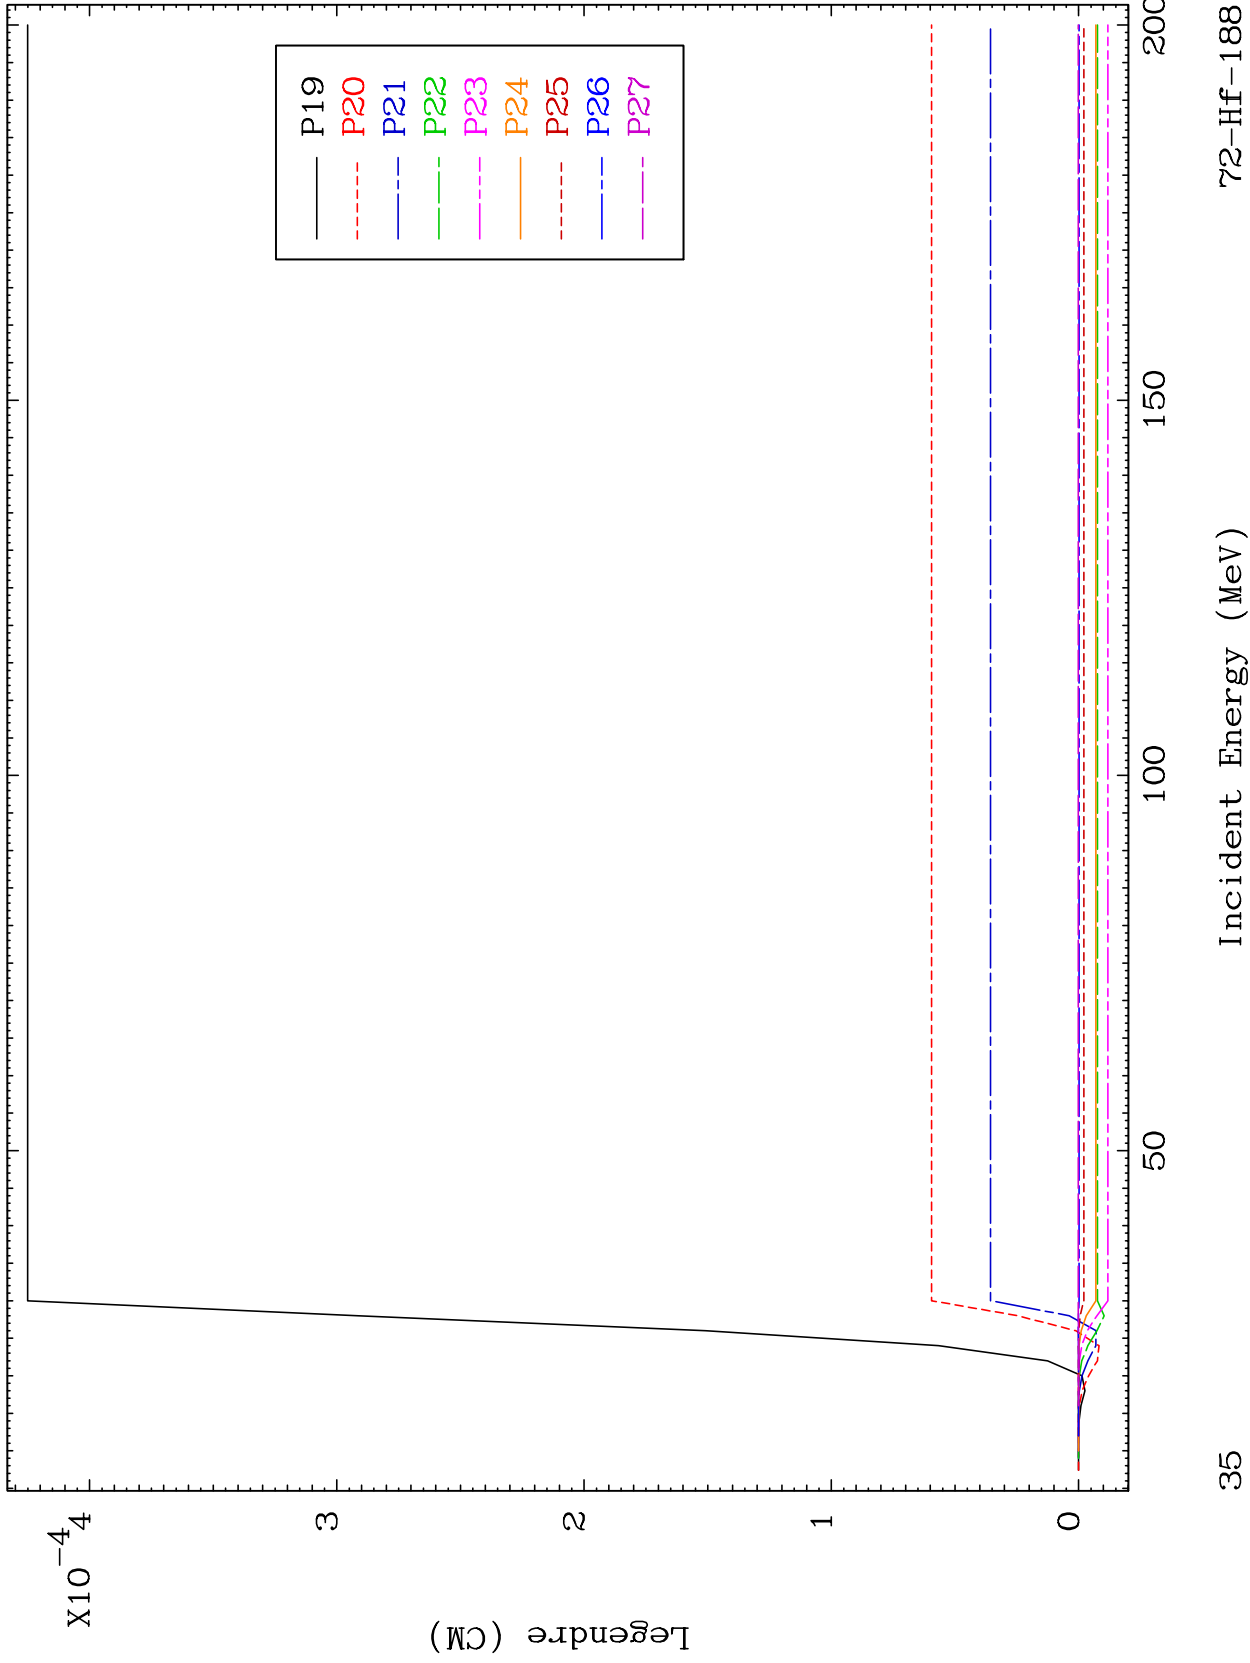 X10-4
4
3
2
1
0
Legendre (CM)
P19
P20
P21
P22
P23
P24
P25
P26
P27
50
100
150
200
35
Incident Energy (MeV)
72-Hf-188